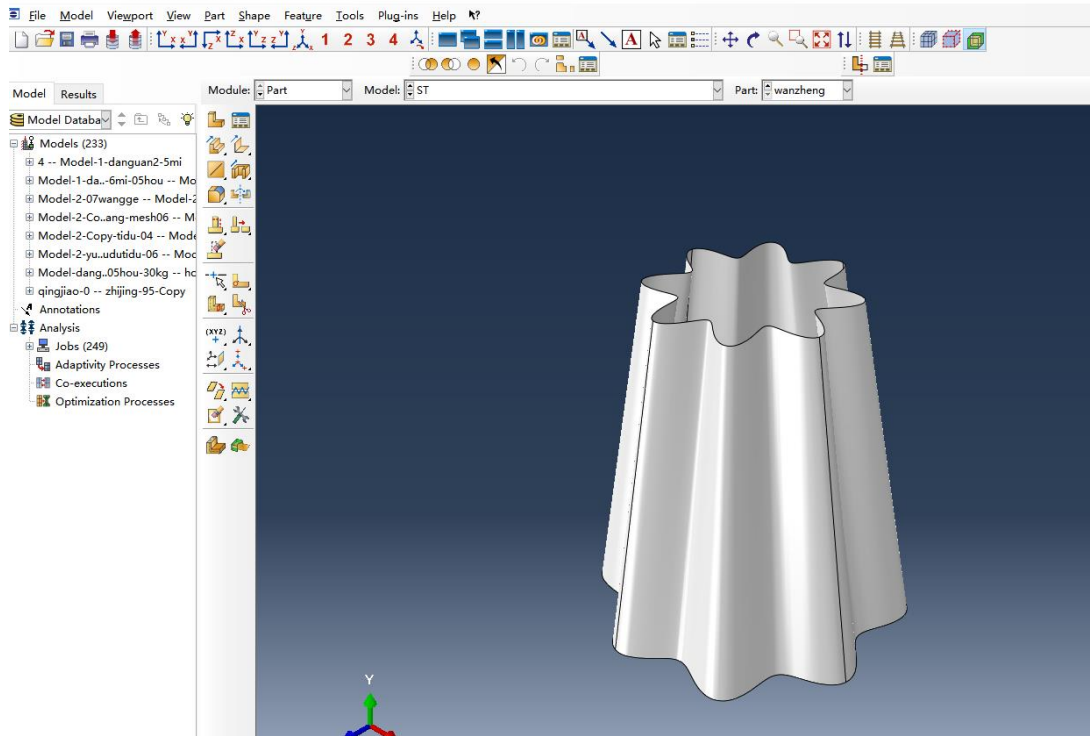 File Model Viewport View Part Shape Feature Tools Plug-ins Help
1 2 3 4 A
Model Results Module: Part Model: ST Part: wanzheng
Model Databa
Models (233)
4 -- Model-1-danguan2-5mi
Model-1-da..-6mi-05hou -- Mo
Model-2-07wangge -- Model-2
Model-2-Co..ang-mesh06 -- M
Model-2-Copy-tidu-04 -- Mode
Model-2-yu..udutidu-06 -- Moc
Model-dang..05hou-30kg -- hc
qingjiao-0 -- zhijing-95-Copy
Annotations
Analysis
Jobs (249)
Adaptivity Processes
Co-executions
Optimization Processes
(XYZ)
Y